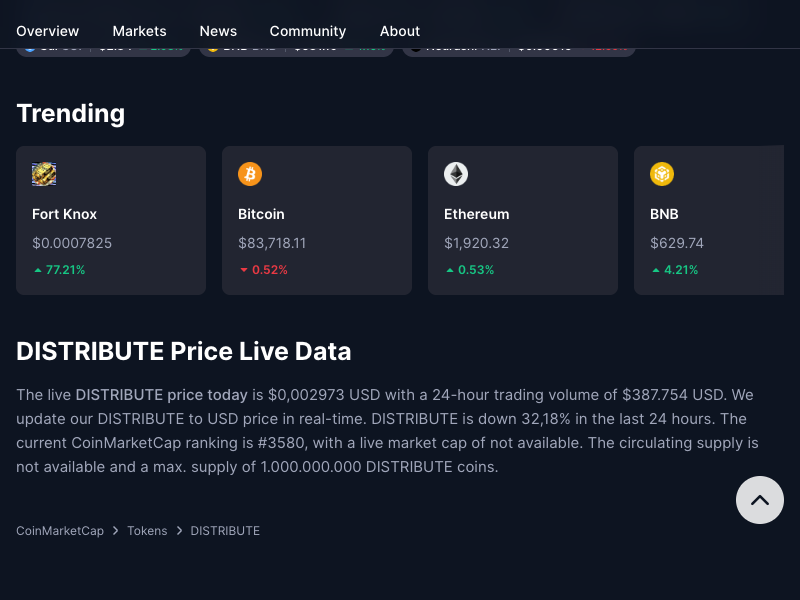 Overview Markets News Community About
Trending
Fort Knox
$0.0007825
77.21%
Bitcoin
$83,718.11
0.52%
Ethereum
$1,920.32
0.53%
BNB
$629.74
4.21%
DISTRIBUTE Price Live Data
The live DISTRIBUTE price today is $0,002973 USD with a 24-hour trading volume of $387.754 USD. We
update our DISTRIBUTE to USD price in real-time. DISTRIBUTE is down 32,18% in the last 24 hours. The
current CoinMarketCap ranking is #3580, with a live market cap of not available. The circulating supply is
not available and a max. supply of 1.000.000.000 DISTRIBUTE coins.
CoinMarketCap > Tokens > DISTRIBUTE